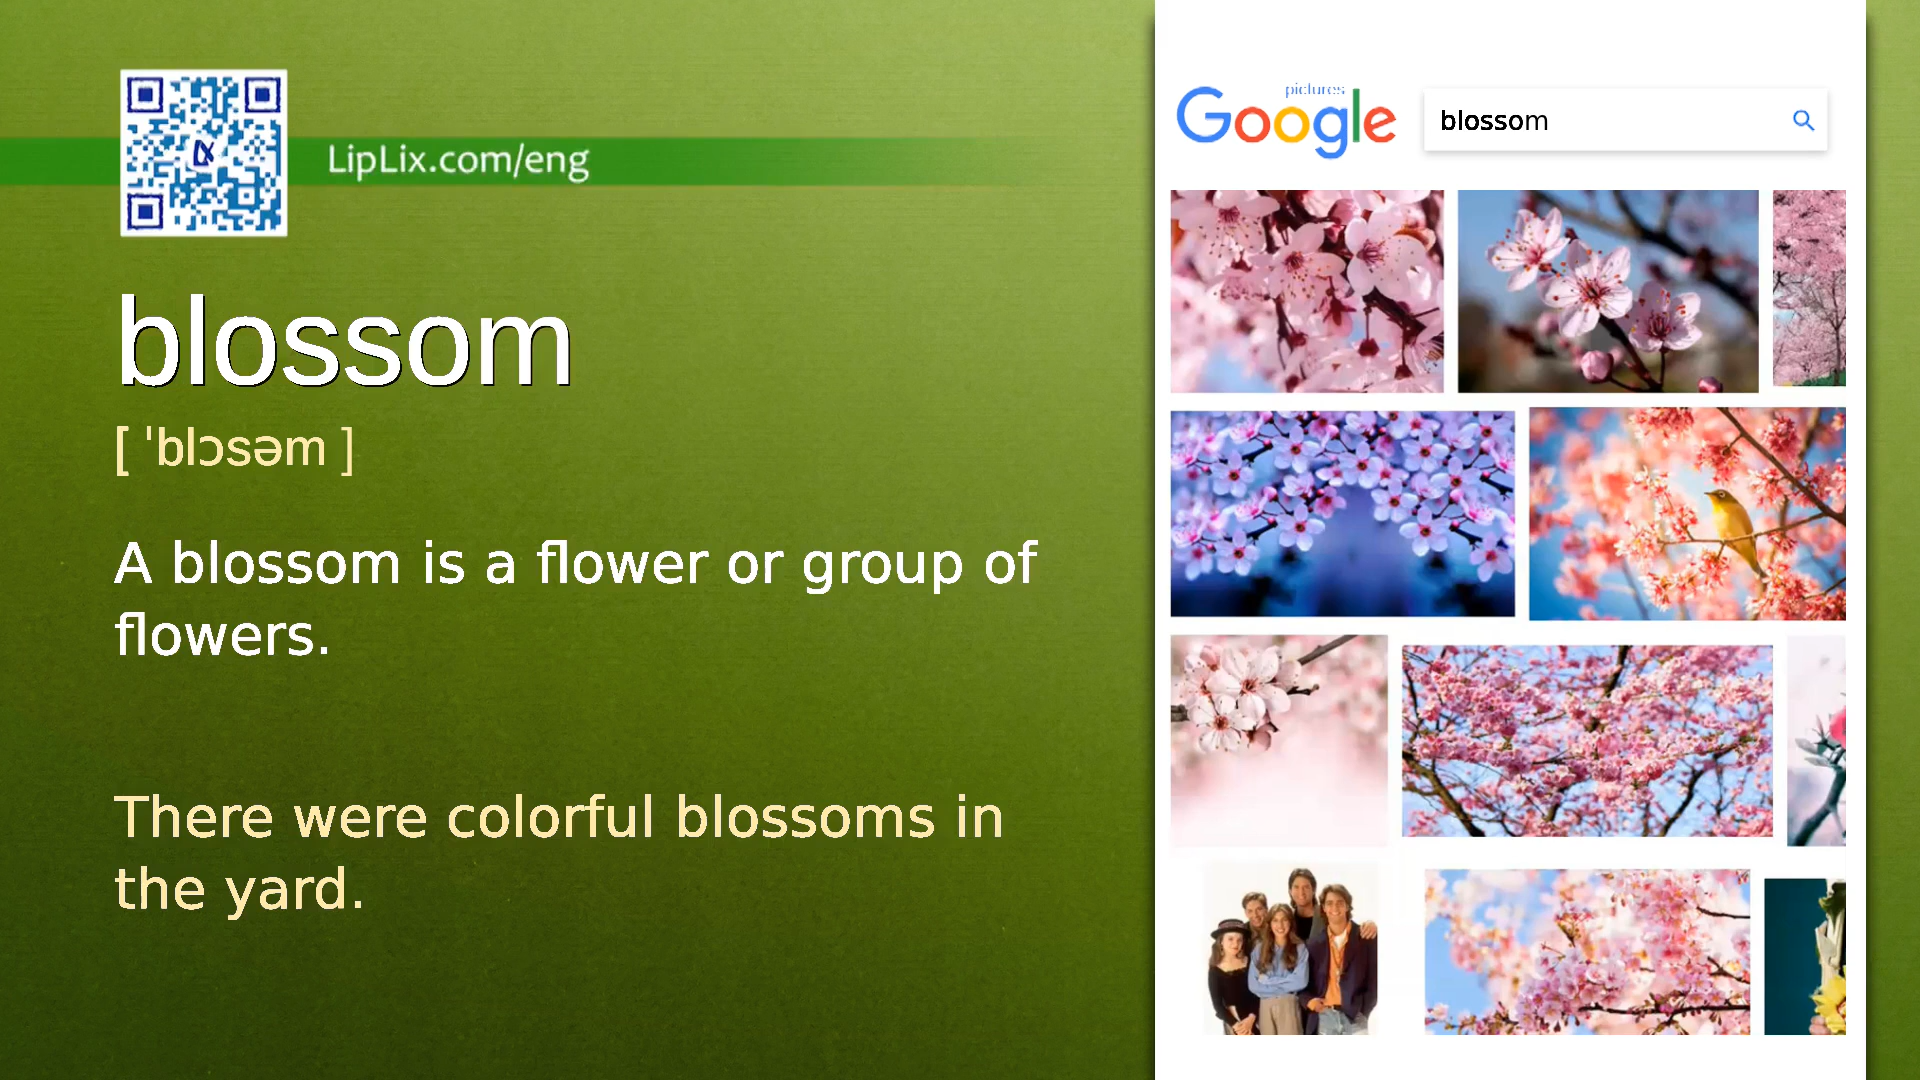 LipLix.com/eng
blossom
[ ˈblɔsəm ]
A blossom is a flower or group of
flowers.
There were colorful blossoms in
the yard.
pictures
Google
blossom